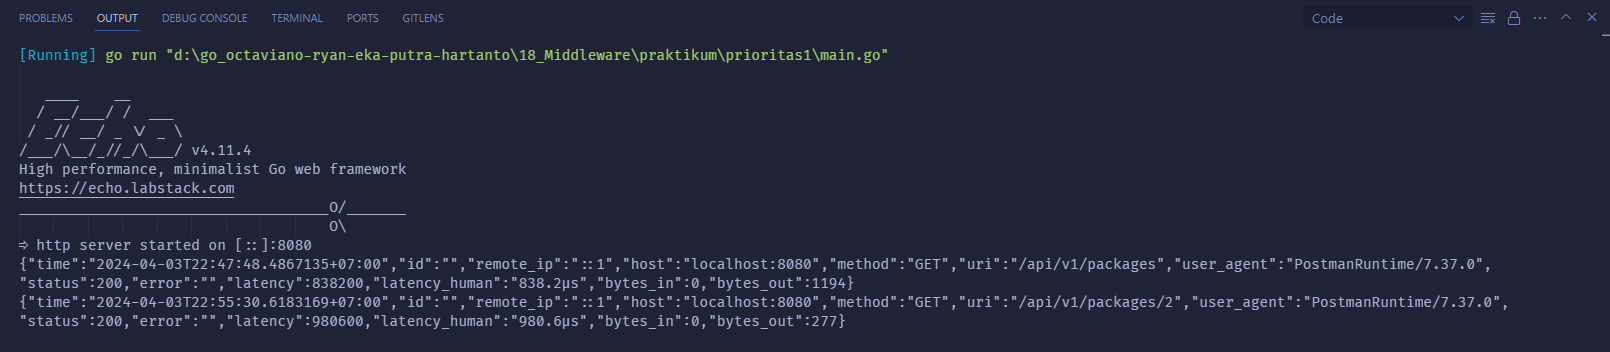 PROBLEMS OUTPUT DEBUG CONSOLE TERMINAL PORTS GITLENS Code
[Running] go run "d:\go_octaviano-ryan-eka-putra-hartanto\18_Middleware\praktikum\prioritas1\main.go"
   ____    __
  / __/___/ /  ___
 / _// __/ _ \/ _ \
/___/\__/_//_/\___/ v4.11.4
High performance, minimalist Go web framework
https://echo.labstack.com
____________________________________O/_______
                                    O\
⇨ http server started on [::]:8080
{"time":"2024-04-03T22:47:48.4867135+07:00","id":"","remote_ip":"::1","host":"localhost:8080","method":"GET","uri":"/api/v1/packages","user_agent":"PostmanRuntime/7.37.0",
"status":200,"error":"","latency":838200,"latency_human":"838.2µs","bytes_in":0,"bytes_out":1194}
{"time":"2024-04-03T22:55:30.6183169+07:00","id":"","remote_ip":"::1","host":"localhost:8080","method":"GET","uri":"/api/v1/packages/2","user_agent":"PostmanRuntime/7.37.0",
"status":200,"error":"","latency":980600,"latency_human":"980.6µs","bytes_in":0,"bytes_out":277}